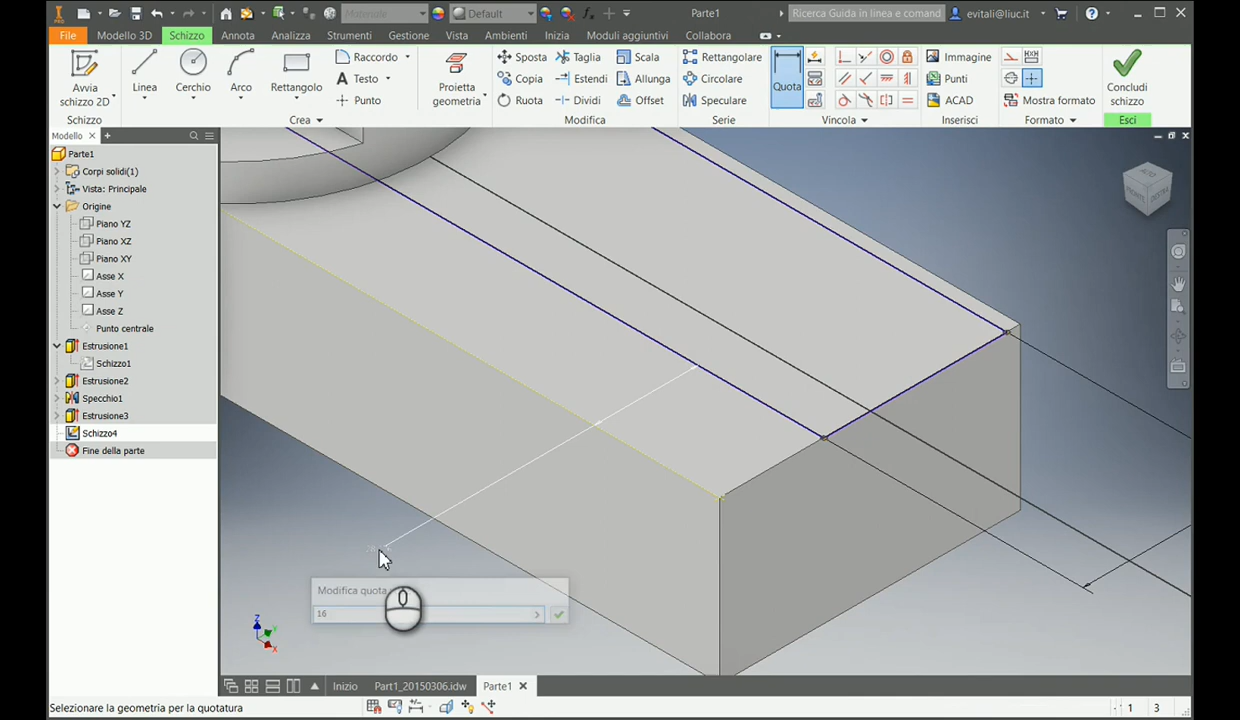 PRO
Materiale
Default
Parte1
Ricerca Guida in linea e comand
evitali@liuc.it
File
Modello 3D
Schizzo
Annota
Analizza
Strumenti
Gestione
Vista
Ambienti
Inizia
Moduli aggiuntivi
Collabora
Avvia
schizzo 2D
Linea
Cerchio
Arco
Rettangolo
Raccordo
Testo
Punto
Proietta
geometria
Sposta
Copia
Ruota
Taglia
Estendi
Dividi
Scala
Allunga
Offset
Rettangolare
Circolare
Speculare
Quota
Immagine
Punti
ACAD
Mostra formato
Concludi
schizzo
Schizzo
Crea
Modifica
Serie
Vincola
Inserisci
Formato
Esci
Modello
Parte1
Corpi solidi(1)
Vista: Principale
Origine
Piano YZ
Piano XZ
Piano XY
Asse X
Asse Y
Asse Z
Punto centrale
Estrusione1
Schizzo1
Estrusione2
Specchio1
Estrusione3
Schizzo4
Fine della parte
ALTO
FRONTE
DESTRA
Modifica quota
16
Z
Y
X
Inizio
Part1_20150306.idw
Parte1
Selezionare la geometria per la quotatura
1
3